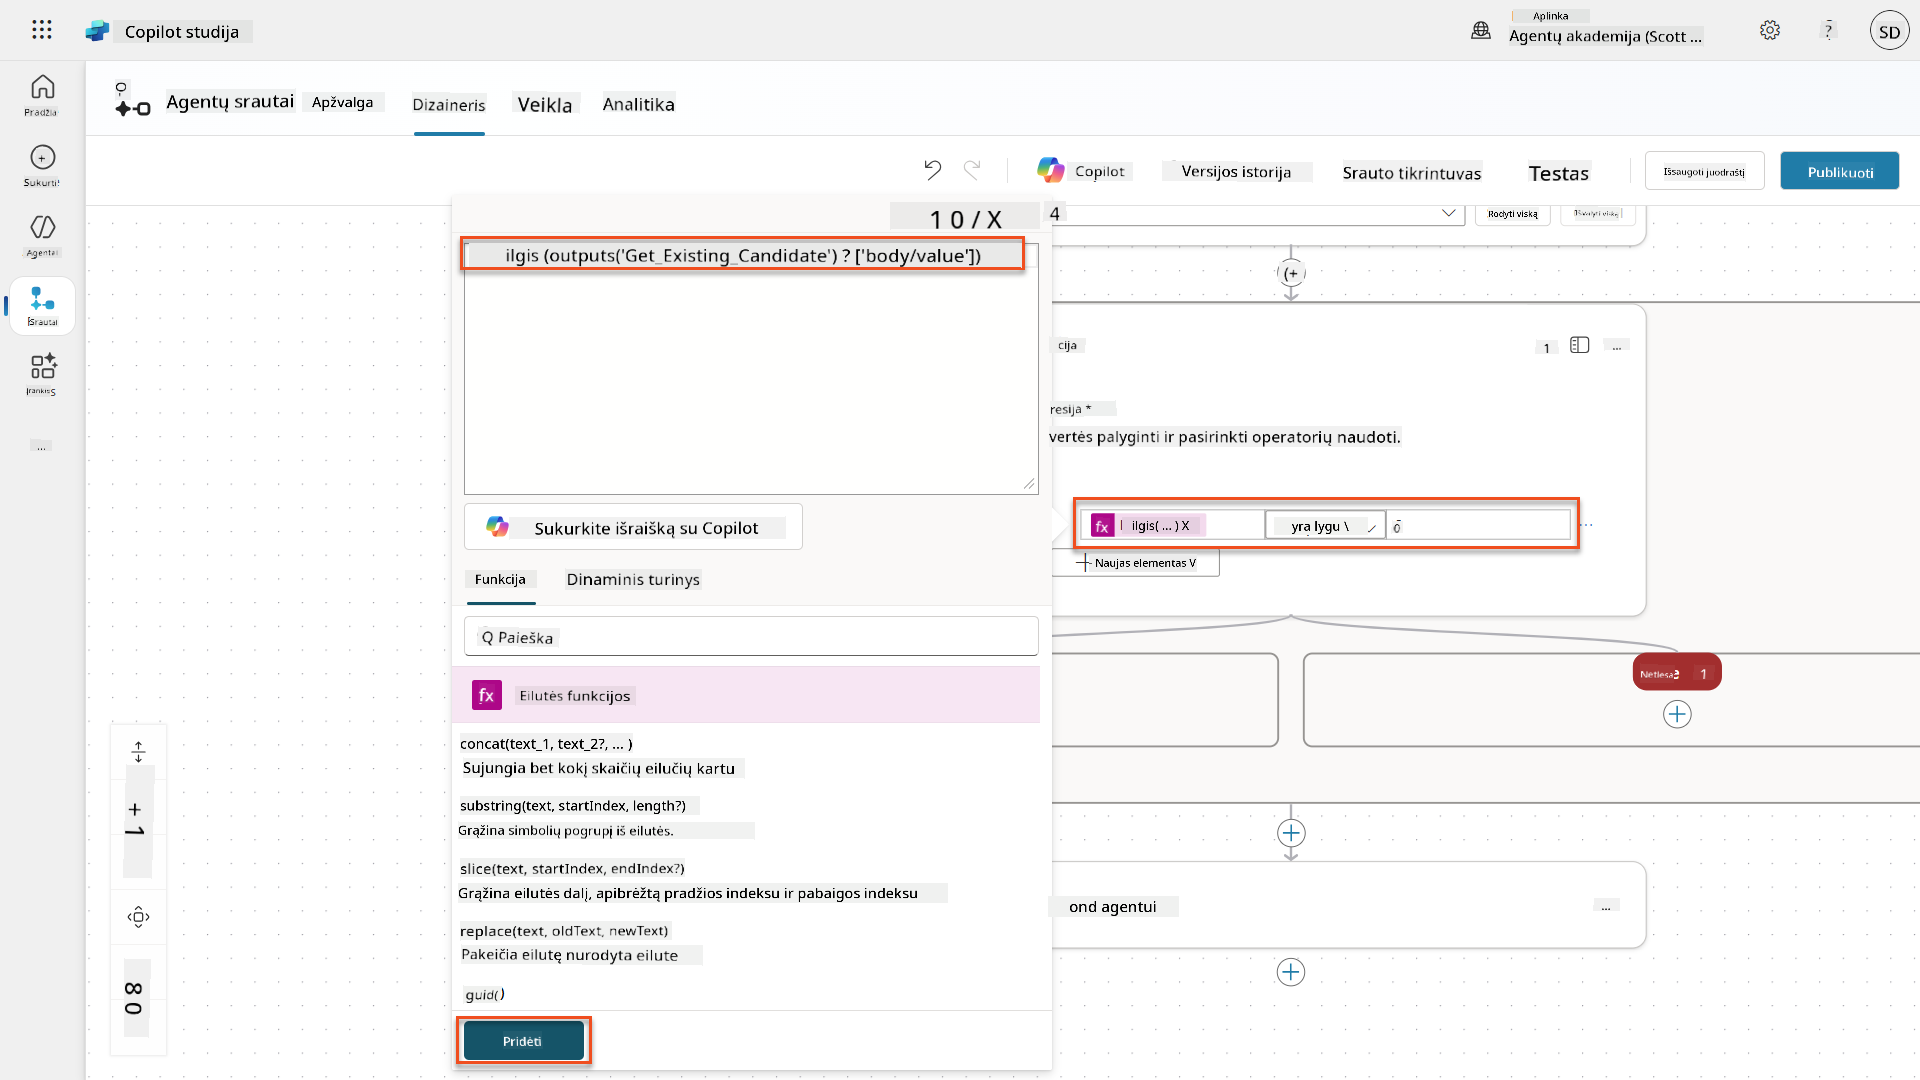 Copilot studija
Aplinka
Agentų akademija (Scott ...
?
SD
Pradžia
Sukurti
Agentai
Srautai
...
Agentų srautai
Apžvalga
Dizaineris
Veikla
Analitika
Copilot
Versijos istorija
Srauto tikrintuvas
Testas
Išsaugoti juodraštį
Publikuoti
10/X
4
Rodyti viską
Išvalyti viską
ilgis (outputs('Get_Existing_Candidate') ? ['body/value'])
(+
cija
1
...
resija *
vertės palyginti ir pasirinkti operatorių naudoti.
Sukurkite išraišką su Copilot
fx
ilgis( ... ) X
yra lygu \
Naujas elementas V
Funkcija
Dinaminis turinys
Q Paieška
fx
Eilutės funkcijos
Netiesa
1
concat(text_1, text_2?, ... )
Sujungia bet kokį skaičių eilučių kartu
substring(text, startIndex, length?)
Grąžina simbolių pogrupį iš eilutės.
+ 1
slice(text, startIndex, endIndex?)
Grąžina eilutės dalį, apibrėžtą pradžios indeksu ir pabaigos indeksu
ond agentui
...
replace(text, oldText, newText)
Pakeičia eilutę nurodyta eilute
80
guid()
Pridėti